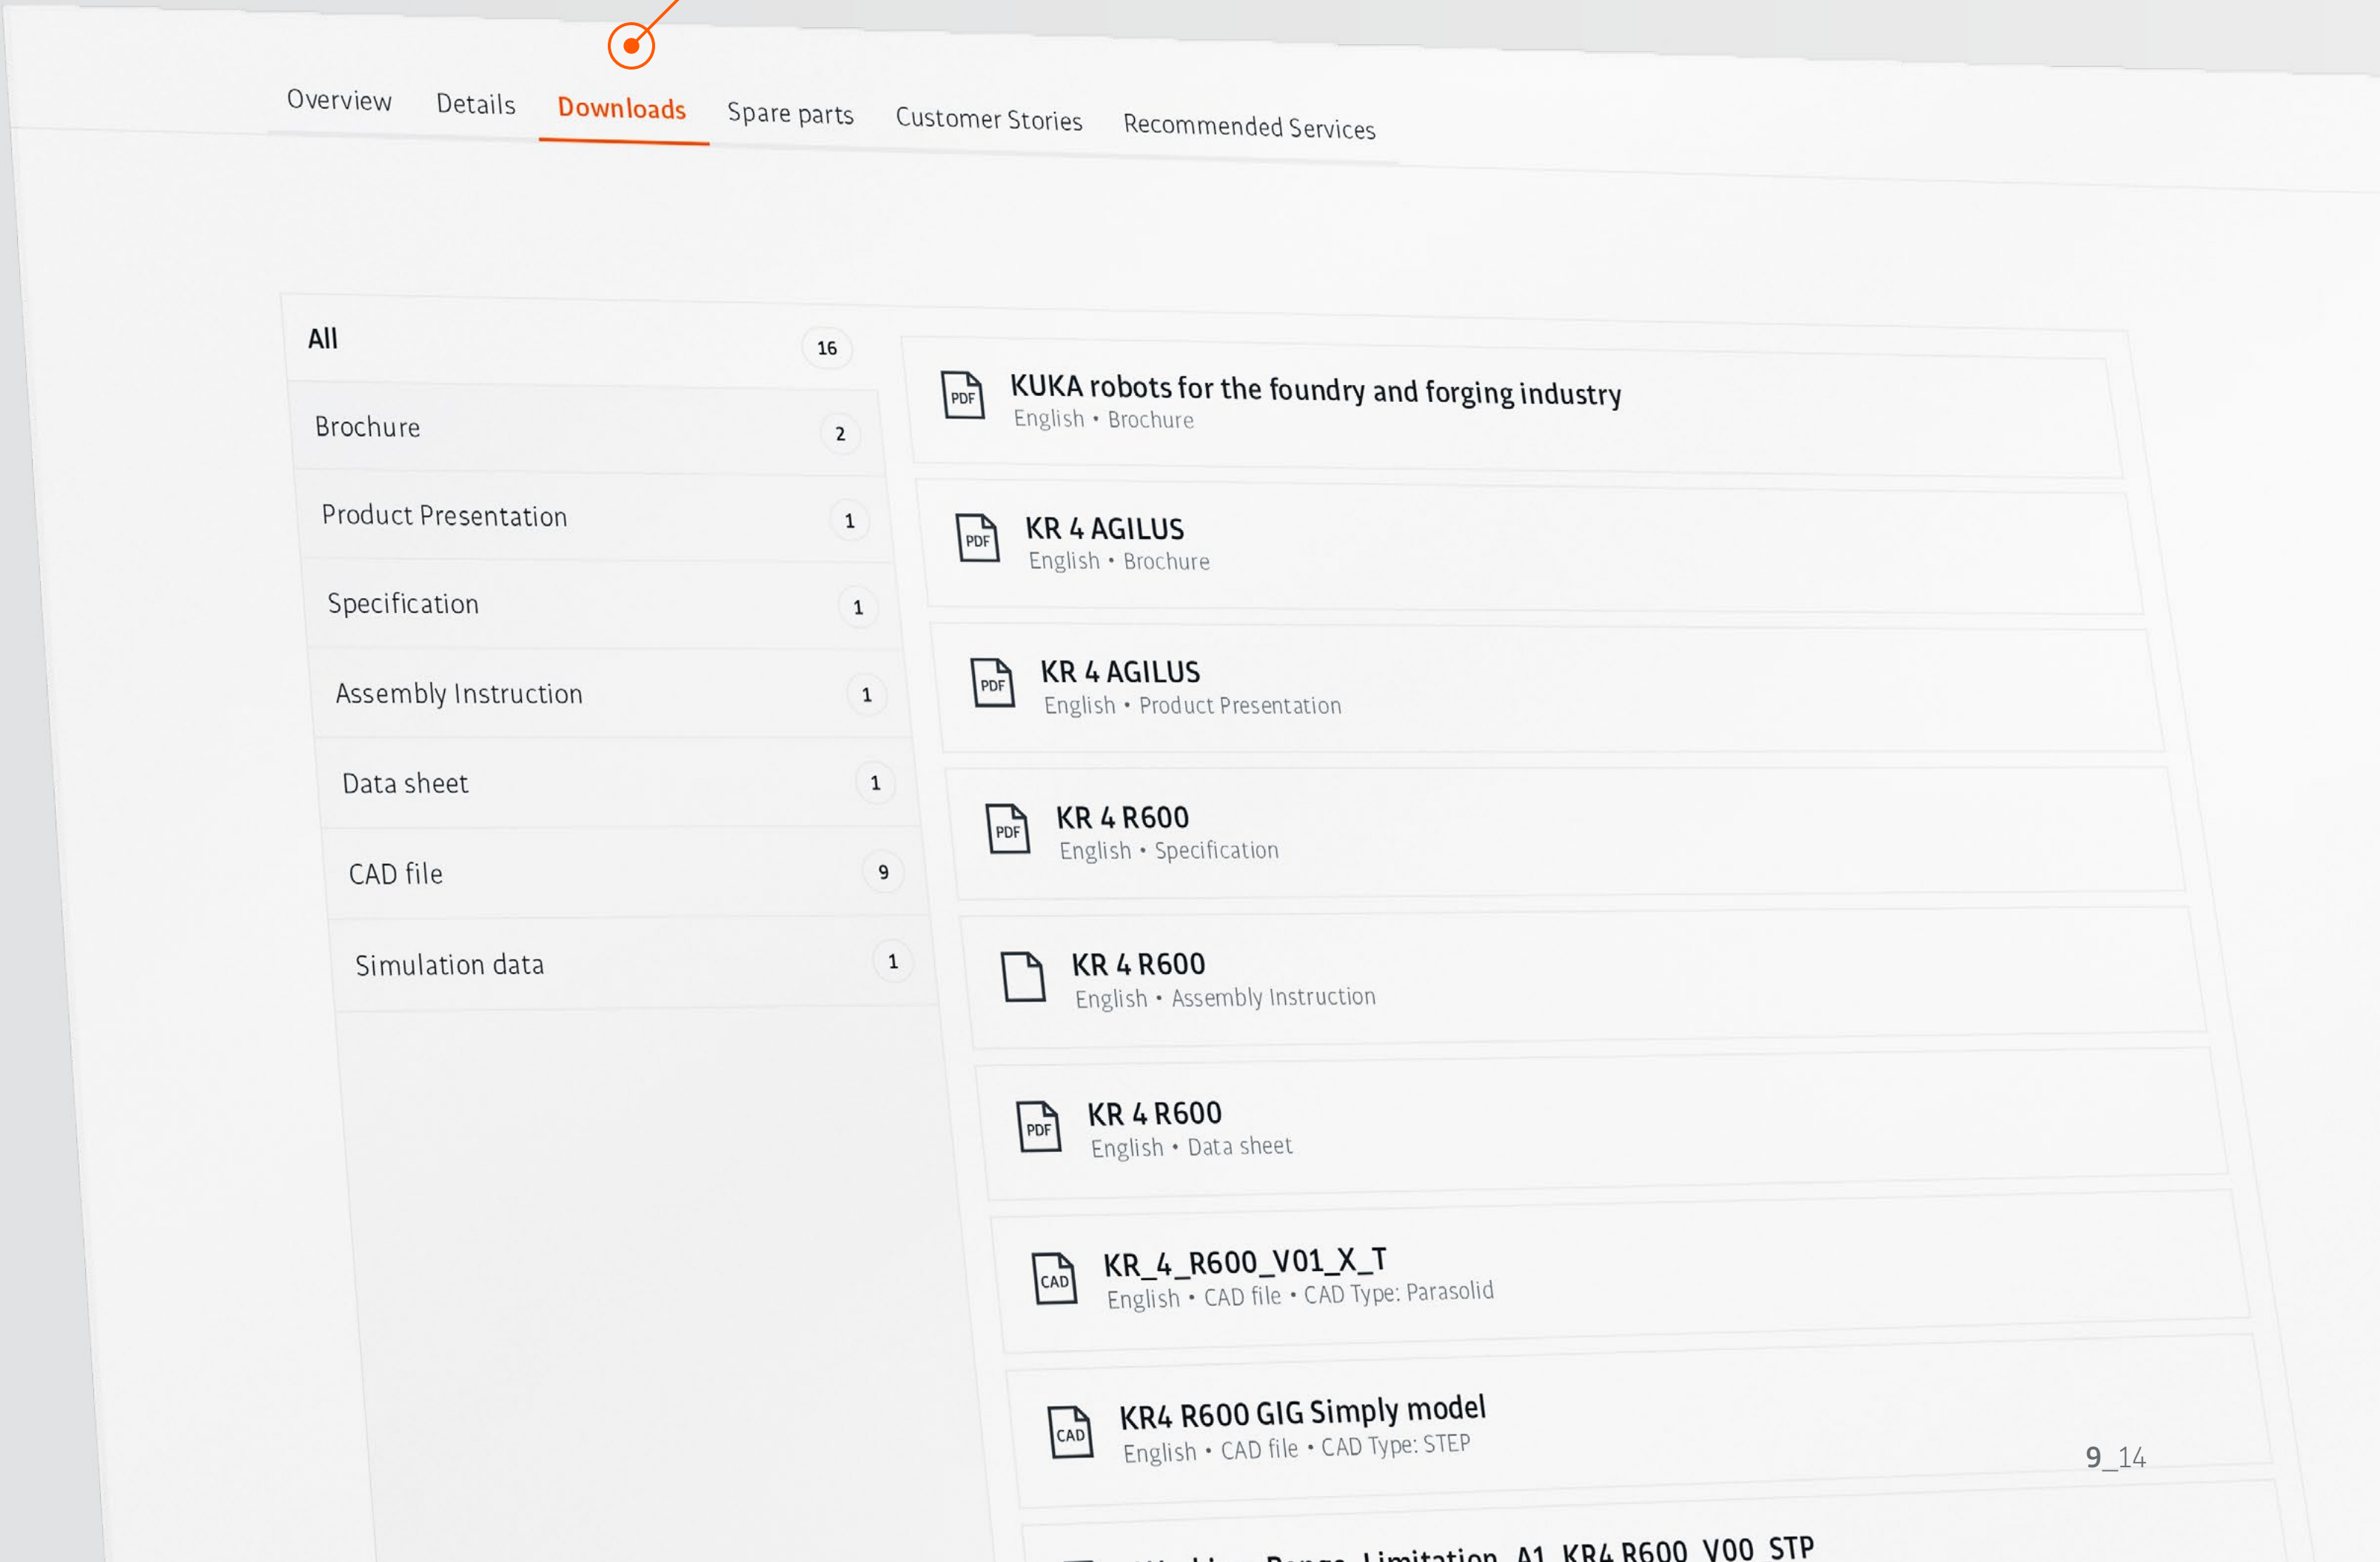 Overview Details Downloads Spare parts Customer Stories Recommended Services
All 16
Brochure 2
Product Presentation 1
Specification 1
Assembly Instruction 1
Data sheet 1
CAD file 9
Simulation data 1
PDF KUKA robots for the foundry and forging industry
English • Brochure
PDF KR 4 AGILUS
English • Brochure
PDF KR 4 AGILUS
English • Product Presentation
PDF KR 4 R600
English • Specification
KR 4 R600
English • Assembly Instruction
PDF KR 4 R600
English • Data sheet
CAD KR_4_R600_V01_X_T
English • CAD file • CAD Type: Parasolid
CAD KR4 R600 GIG Simply model
English • CAD file • CAD Type: STEP
Range_Limitation_A1_KR4 R600_V00_STP
9_14